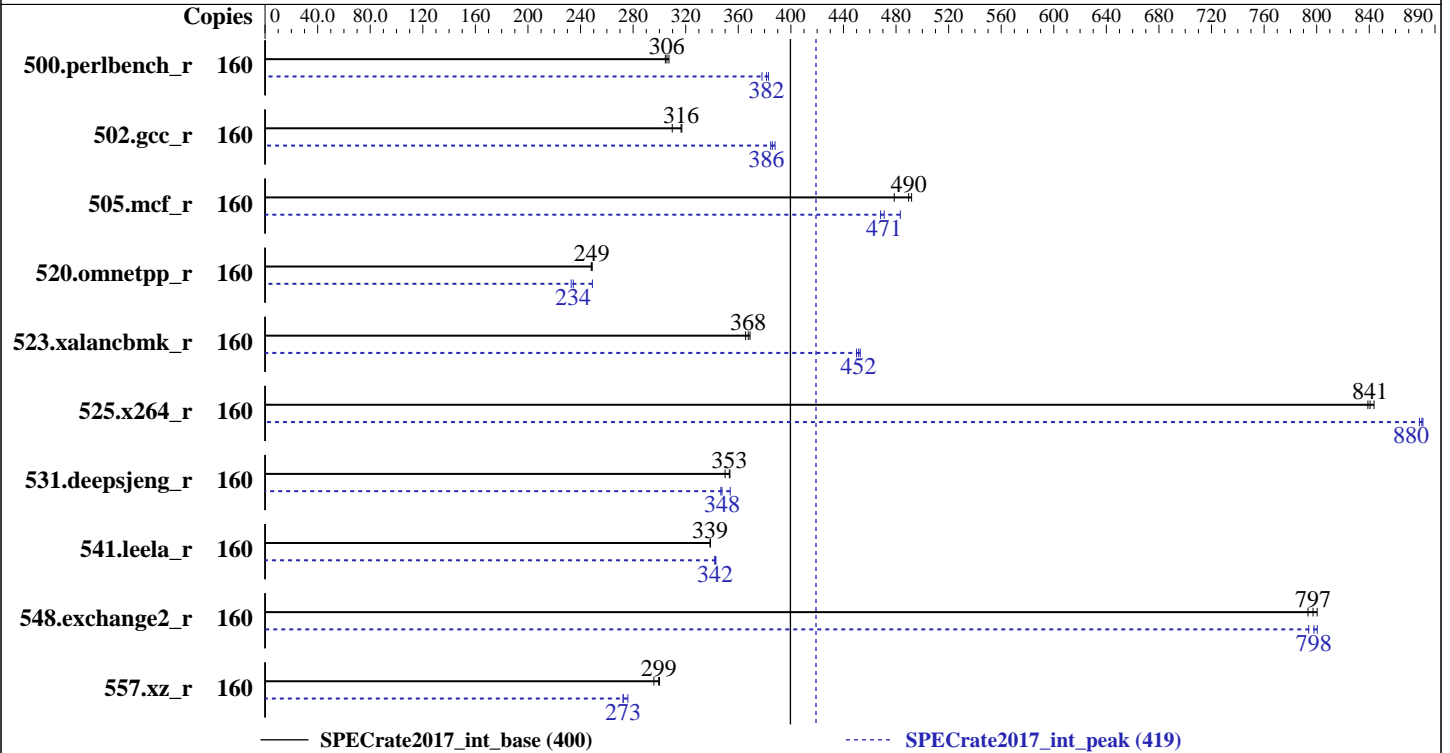 Copies 0 40.0 80.0 120 160 200 240 280 320 360 400 440 480 520 560 600 640 680 720 760 800 840 890
306
500.perlbench_r 160
382
316
502.gcc_r 160
386
490
505.mcf_r 160
471
249
520.omnetpp_r 160
234
368
523.xalancbmk_r 160
452
841
525.x264_r 160
880
353
531.deepsjeng_r 160
348
339
541.leela_r 160
342
797
548.exchange2_r 160
798
299
557.xz_r 160
273
SPECrate2017_int_base (400) SPECrate2017_int_peak (419)